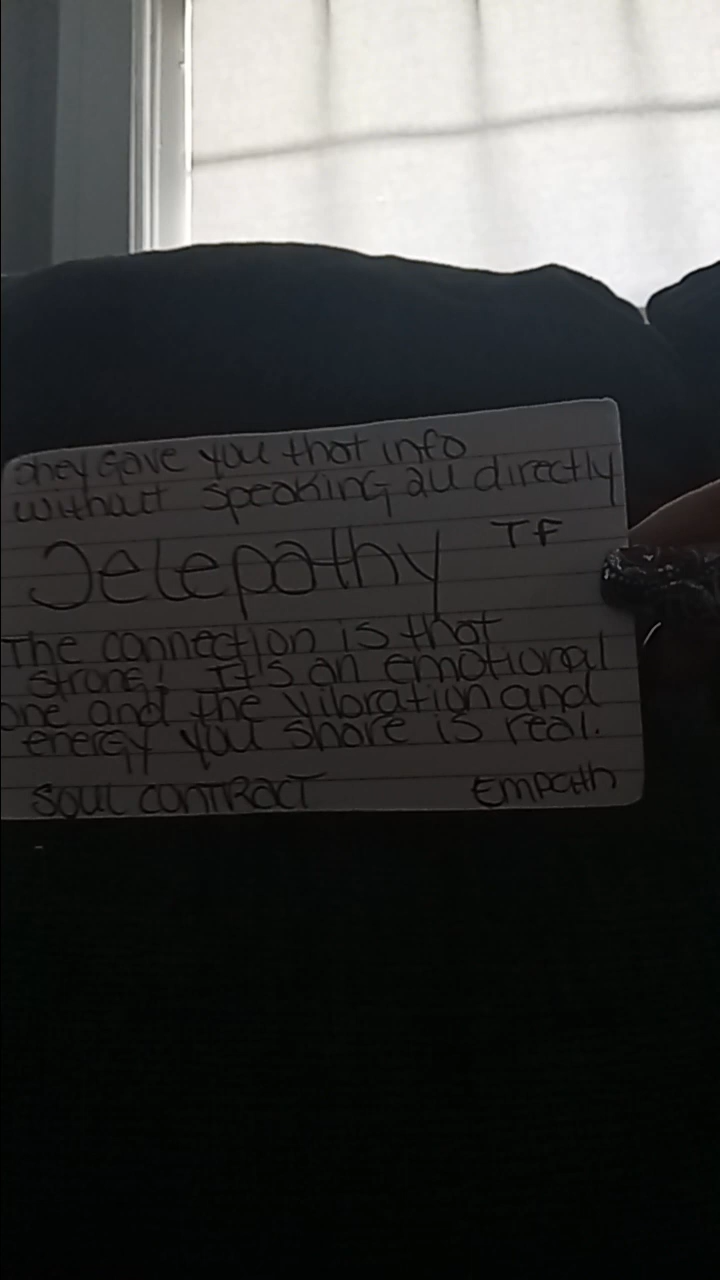 They gave you that info
without speaking 2U directly
Telepathy TF
The connection is that
strong! It's an emotional
one and the vibration and
energy you share is real.
SOUL CONTRACT EMPATH